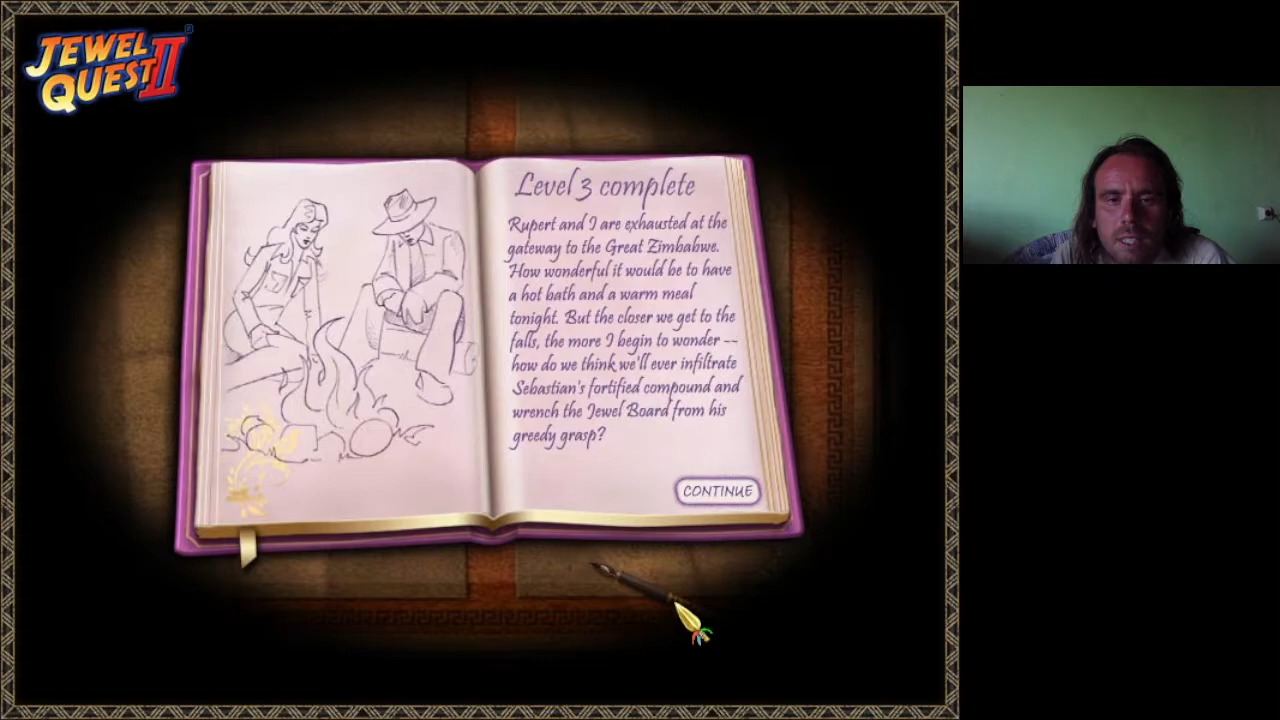 JEWEL
QUEST II
Level 3 complete
Rupert and I are exhausted at the
gateway to the Great Zimbabwe.
How wonderful it would be to have
a hot bath and a warm meal
tonight. But the closer we get to the
falls, the more I begin to wonder --
how do we think we'll ever infiltrate
Sebastian's fortified compound and
wrench the Jewel Board from his
greedy grasp?
CONTINUE